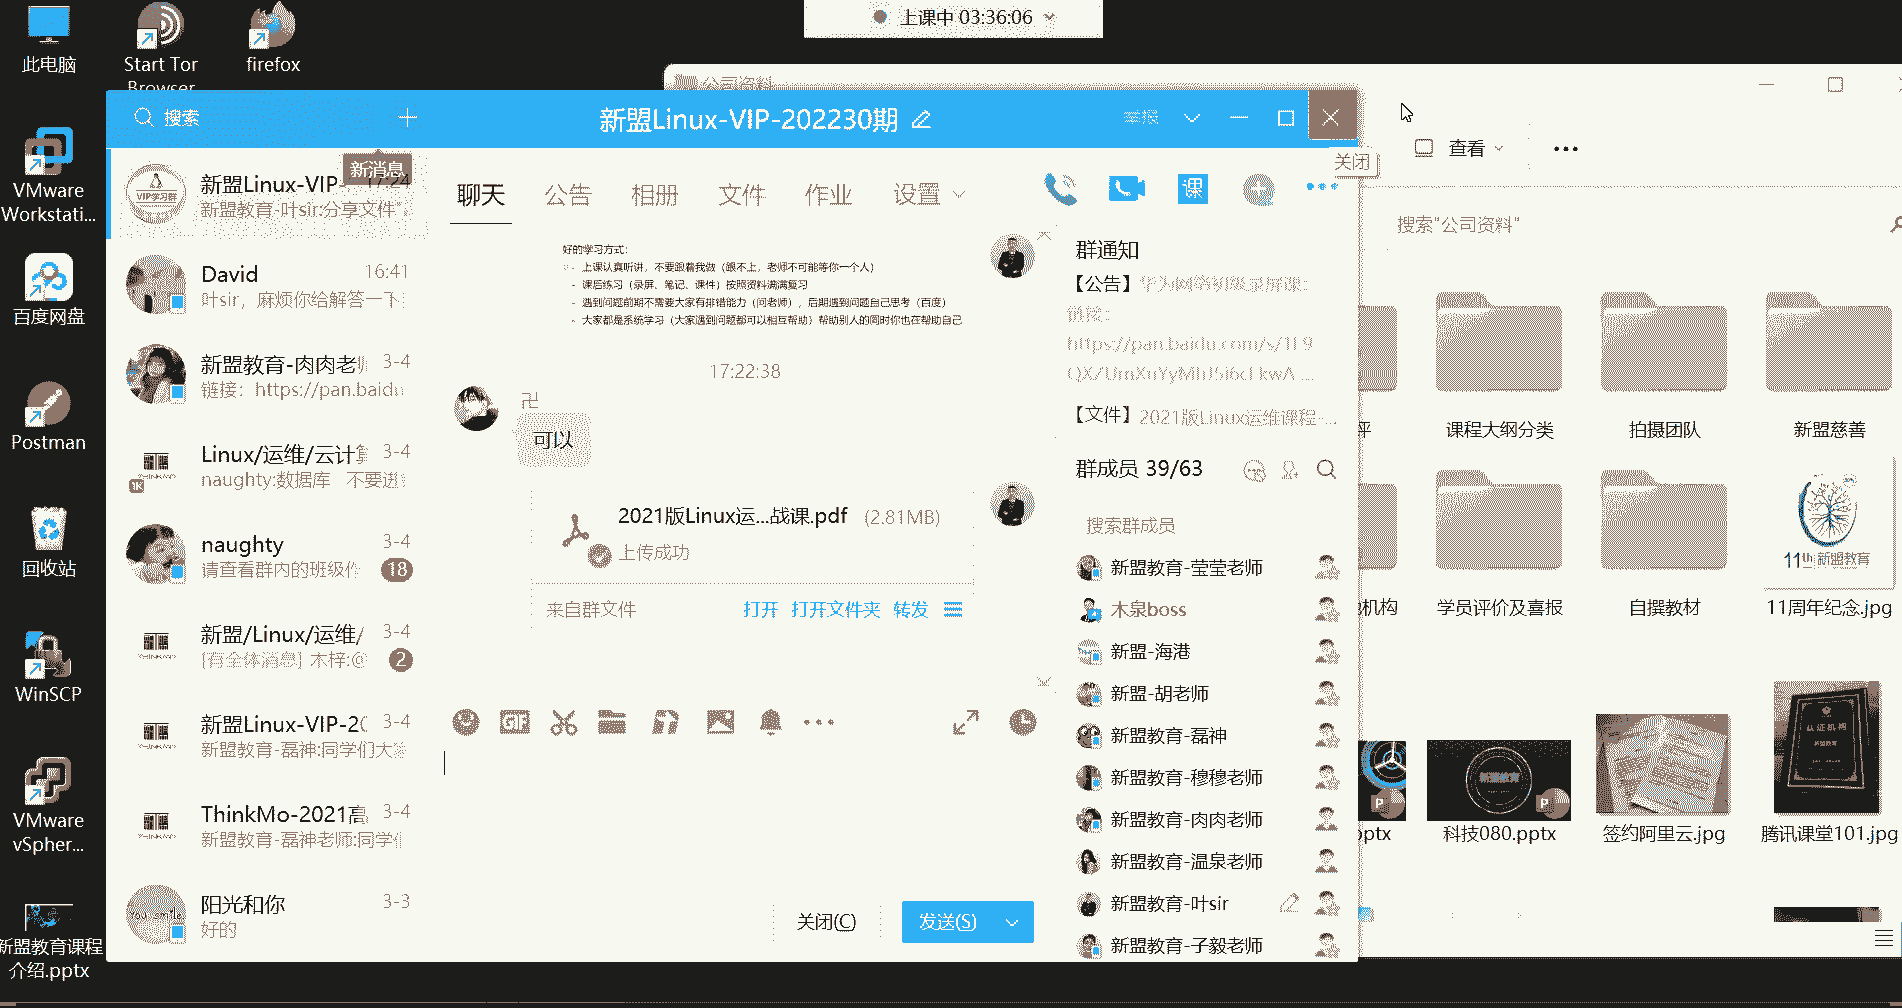 上课中 03:36:06
此电脑
Start Tor
Browser
firefox
VMware
Workstati...
百度网盘
Postman
回收站
WinSCP
VMware
vSpher...
新盟教育课程
介绍.pptx
搜索
新盟Linux-VIP-202230期
举报
关闭
新消息
新盟Linux-VIP- 17:24
新盟教育-叶sir:分享文件"
David 16:41
叶sir，麻烦你给解答一下
新盟教育-肉肉老师 3-4
链接：https://pan.baidu
Linux/运维/云计算 3-4
naughty:数据库 不要进
1K
naughty 3-4
请查看群内的班级作 18
新盟/Linux/运维/ 3-4
[有全体消息] 木梓:@ 2
新盟Linux-VIP-20 3-4
新盟教育-磊神:同学们大
ThinkMo-2021高 3-4
新盟教育-磊神老师:同学们
阳光和你 3-3
好的
聊天 公告 相册 文件 作业 设置
课
好的学习方式：
- 上课认真听讲，不要跟着我做（跟不上，老师不可能等你一个人）
- 课后练习（录屏、笔记、课件）按照资料满满复习
- 遇到问题前期不需要大家有排错能力（问老师），后期遇到问题自己思考（百度）
- 大家都是系统学习（大家遇到问题都可以相互帮助）帮助别人的同时你也在帮助自己
17:22:38
卍
可以
2021版Linux运...战课.pdf (2.81MB)
上传成功
来自群文件 打开 打开文件夹 转发
GIF
关闭(C) 发送(S)
群通知
【公告】华为网络初级录屏课：
链接：
【文件】2021版Linux运维课程-...
群成员 39/63
搜索群成员
新盟教育-莹莹老师
木泉boss
新盟-海港
新盟-胡老师
新盟教育-磊神
新盟教育-穆穆老师
新盟教育-肉肉老师
新盟教育-温泉老师
新盟教育-叶sir
新盟教育-子毅老师
公司资料
查看
搜索"公司资料"
评
课程大纲分类
拍摄团队
新盟慈善
机构
学员评价及喜报
自撰教材
11th 新盟教育
11周年纪念.jpg
pptx
科技080.pptx
签约阿里云.jpg
认证机构
新盟教育
腾讯课堂101.jpg